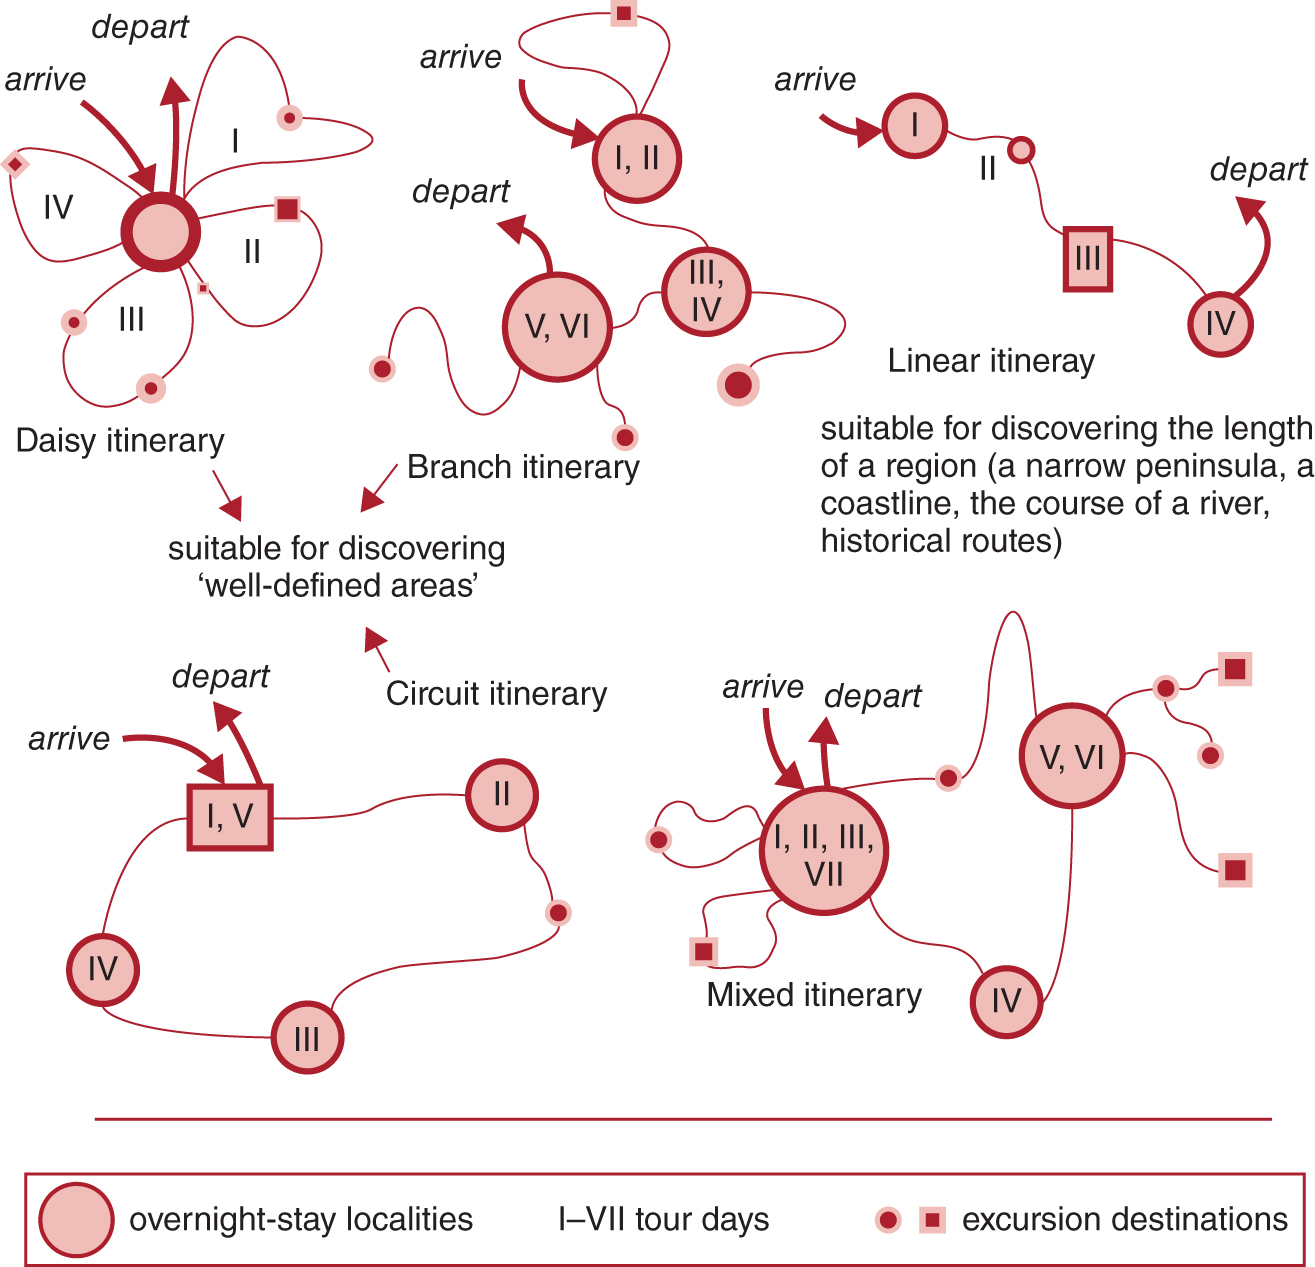 depart
arrive
I
IV
II
III
Daisy itinerary
arrive
I, II
depart
III,
IV
V, VI
Branch itinerary
suitable for discovering
‘well-defined areas’
arrive
I
II
depart
III
IV
Linear itineray
suitable for discovering the length
of a region (a narrow peninsula, a
coastline, the course of a river,
historical routes)
depart
Circuit itinerary
arrive
I, V
II
IV
III
arrive
depart
V, VI
I, II, III,
VII
Mixed itinerary
IV
overnight-stay localities
I–VII tour days
excursion destinations